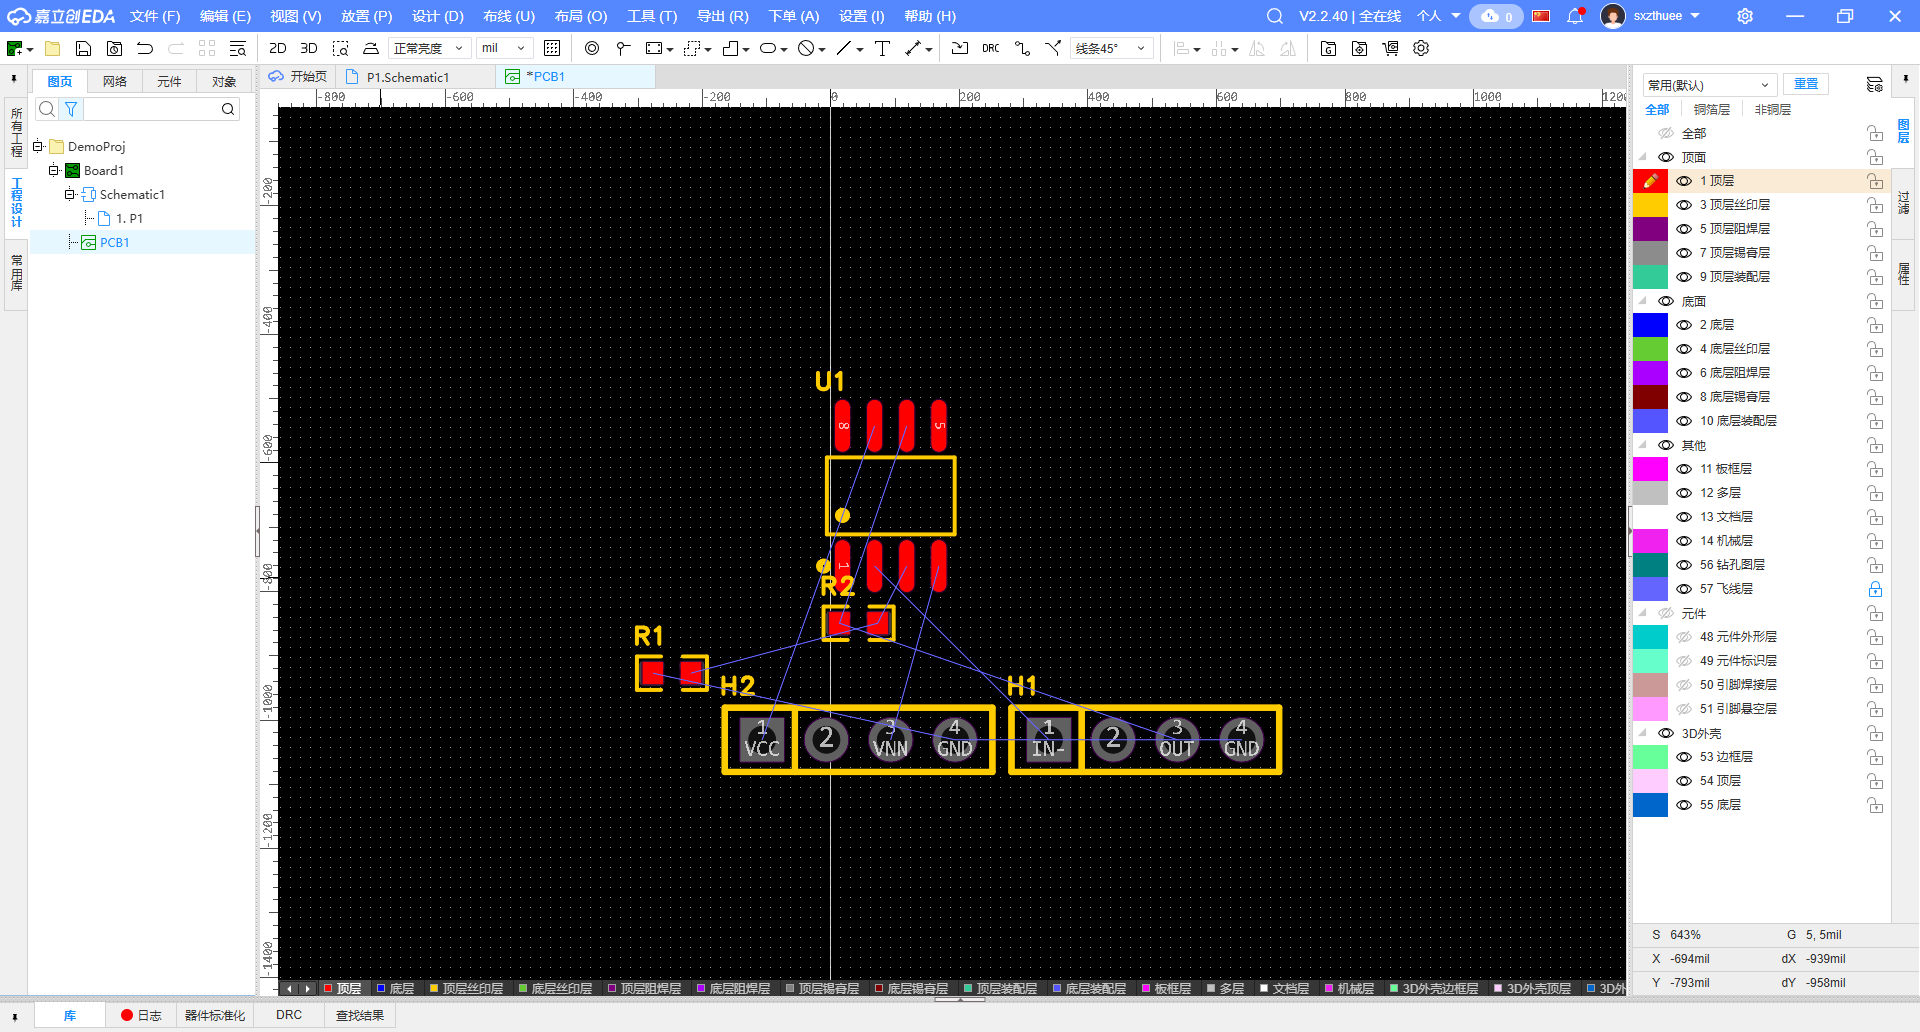 嘉立创EDA 文件 (F) 编辑 (E) 视图 (V) 放置 (P) 设计 (D) 布线 (U) 布局 (O) 工具 (T) 导出 (R) 下单 (A) 设置 (I) 帮助 (H) V2.2.40 | 全在线 个人 0 sxzthuee
2D 3D 正常亮度 mil DRC 线条45°
图页 网络 元件 对象
开始页 P1.Schematic1 *PCB1
所有工程
工程设计
常用库
DemoProj
Board1
Schematic1
1. P1
PCB1
-800 -600 -400 -200 0 200 400 600 800 1000 1200
-200
-400
-600
-800
-1000
-1200
-1400
U1
8 5
1
R2
R1
H2 H1
1 2 3 4 1 2 3 4
VCC VNN GND IN- OUT GND
常用(默认) 重置
全部 铜箔层 非铜层
全部
顶面
1 顶层
3 顶层丝印层
5 顶层阻焊层
7 顶层锡膏层
9 顶层装配层
底面
2 底层
4 底层丝印层
6 底层阻焊层
8 底层锡膏层
10 底层装配层
其他
11 板框层
12 多层
13 文档层
14 机械层
56 钻孔图层
57 飞线层
元件
48 元件外形层
49 元件标识层
50 引脚焊接层
51 引脚悬空层
3D外壳
53 边框层
54 顶层
55 底层
图层
过滤
属性
S 643% G 5, 5mil
X -694mil dX -939mil
Y -793mil dY -958mil
顶层 底层 顶层丝印层 底层丝印层 顶层阻焊层 底层阻焊层 顶层锡膏层 底层锡膏层 顶层装配层 底层装配层 板框层 多层 文档层 机械层 3D外壳边框层 3D外壳顶层 3D外
库 日志 器件标准化 DRC 查找结果